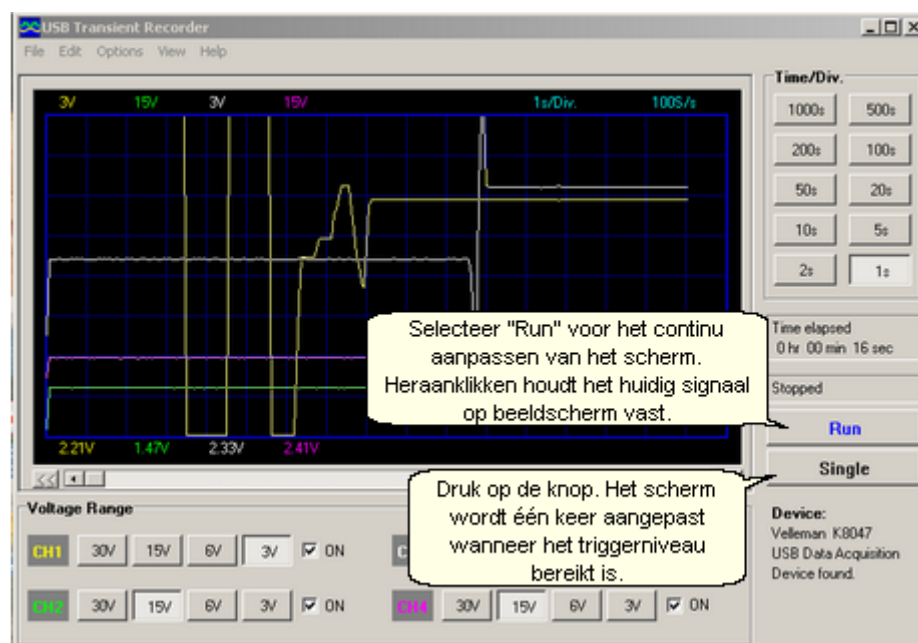 USB Transient Recorder
File Edit Options View Help
3V 15V 3V 15V 1s/Div. 100S/s
2.21V 1.47V 2.33V 2.41V
Time/Div.
1000s 500s
200s 100s
50s 20s
10s 5s
2s 1s
Time elapsed
0 hr 00 min 16 sec
Stopped
Run
Single
Selecteer "Run" voor het continu
aanpassen van het scherm.
Heraanklikken houdt het huidig signaal
op beeldscherm vast.
Druk op de knop. Het scherm
wordt één keer aangepast
wanneer het triggerniveau
bereikt is.
Device:
Velleman K8047
USB Data Acquisition
Device found.
Voltage Range
CH1 30V 15V 6V 3V ON
CH2 30V 15V 6V 3V ON
CH4 30V 15V 6V 3V ON